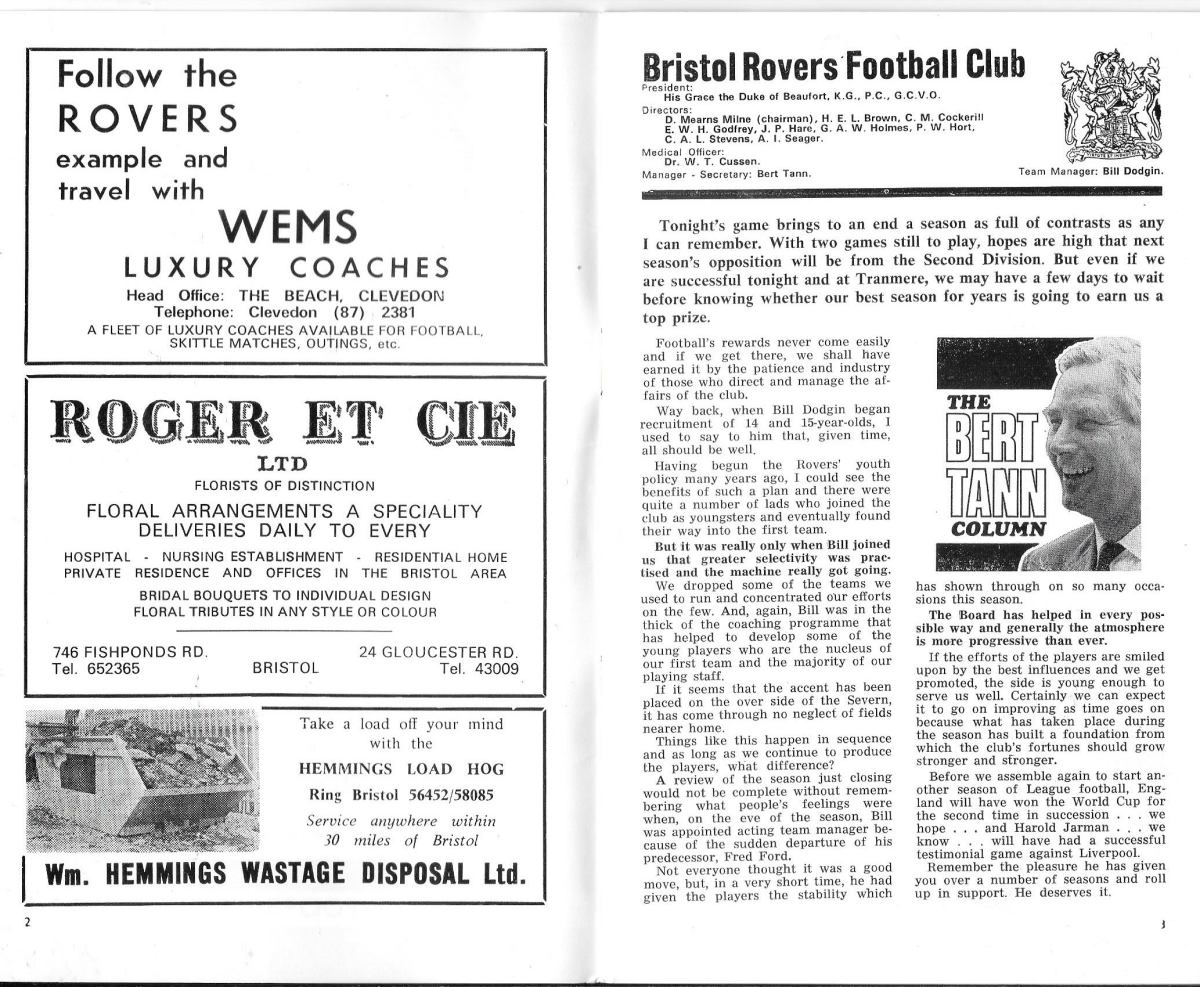 Follow the
ROVERS
example and
travel with
WEMS
LUXURY COACHES
Head Office: THE BEACH, CLEVEDON
Telephone: Clevedon (87) 2381
A FLEET OF LUXURY COACHES AVAILABLE FOR FOOTBALL,
SKITTLE MATCHES, OUTINGS, etc.
ROGER ET CIE
LTD
FLORISTS OF DISTINCTION
FLORAL ARRANGEMENTS A SPECIALITY
DELIVERIES DAILY TO EVERY
HOSPITAL - NURSING ESTABLISHMENT - RESIDENTIAL HOME
PRIVATE RESIDENCE AND OFFICES IN THE BRISTOL AREA
BRIDAL BOUQUETS TO INDIVIDUAL DESIGN
FLORAL TRIBUTES IN ANY STYLE OR COLOUR
746 FISHPONDS RD. 24 GLOUCESTER RD.
Tel. 652365 BRISTOL Tel. 43009
Take a load off your mind
with the
HEMMINGS LOAD HOG
Ring Bristol 56452/58085
Service anywhere within
30 miles of Bristol
Wm. HEMMINGS WASTAGE DISPOSAL Ltd.
2
Bristol Rovers Football Club
President:
His Grace the Duke of Beaufort, K.G., P.C., G.C.V.O.
Directors:
D. Mearns Milne (chairman), H. E. L. Brown, C. M. Cockerill
E. W. H. Godfrey, J. P. Hare, G. A. W. Holmes, P. W. Hort,
C. A. L. Stevens, A. I. Seager.
Medical Officer:
Dr. W. T. Cussen.
Manager - Secretary: Bert Tann.
Team Manager: Bill Dodgin.
Tonight's game brings to an end a season as full of contrasts as any
I can remember. With two games still to play, hopes are high that next
season's opposition will be from the Second Division. But even if we
are successful tonight and at Tranmere, we may have a few days to wait
before knowing whether our best season for years is going to earn us a
top prize.
Football's rewards never come easily
and if we get there, we shall have
earned it by the patience and industry
of those who direct and manage the af-
fairs of the club.
Way back, when Bill Dodgin began
recruitment of 14 and 15-year-olds, I
used to say to him that, given time,
all should be well.
Having begun the Rovers' youth
policy many years ago, I could see the
benefits of such a plan and there were
quite a number of lads who joined the
club as youngsters and eventually found
their way into the first team.
But it was really only when Bill joined
us that greater selectivity was prac-
tised and the machine really got going.
We dropped some of the teams we
used to run and concentrated our efforts
on the few. And, again, Bill was in the
thick of the coaching programme that
has helped to develop some of the
young players who are the nucleus of
our first team and the majority of our
playing staff.
If it seems that the accent has been
placed on the over side of the Severn,
it has come through no neglect of fields
nearer home.
Things like this happen in sequence
and as long as we continue to produce
the players, what difference?
A review of the season just closing
would not be complete without remem-
bering what people's feelings were
when, on the eve of the season, Bill
was appointed acting team manager be-
cause of the sudden departure of his
predecessor, Fred Ford.
Not everyone thought it was a good
move, but, in a very short time, he had
given the players the stability which
THE
BERT
TANN
COLUMN
has shown through on so many occa-
sions this season.
The Board has helped in every pos-
sible way and generally the atmosphere
is more progressive than ever.
If the efforts of the players are smiled
upon by the best influences and we get
promoted, the side is young enough to
serve us well. Certainly we can expect
it to go on improving as time goes on
because what has taken place during
the season has built a foundation from
which the club's fortunes should grow
stronger and stronger.
Before we assemble again to start an-
other season of League football, Eng-
land will have won the World Cup for
the second time in succession . . . we
hope . . . and Harold Jarman . . . we
know . . . will have had a successful
testimonial game against Liverpool.
Remember the pleasure he has given
you over a number of seasons and roll
up in support. He deserves it.
3